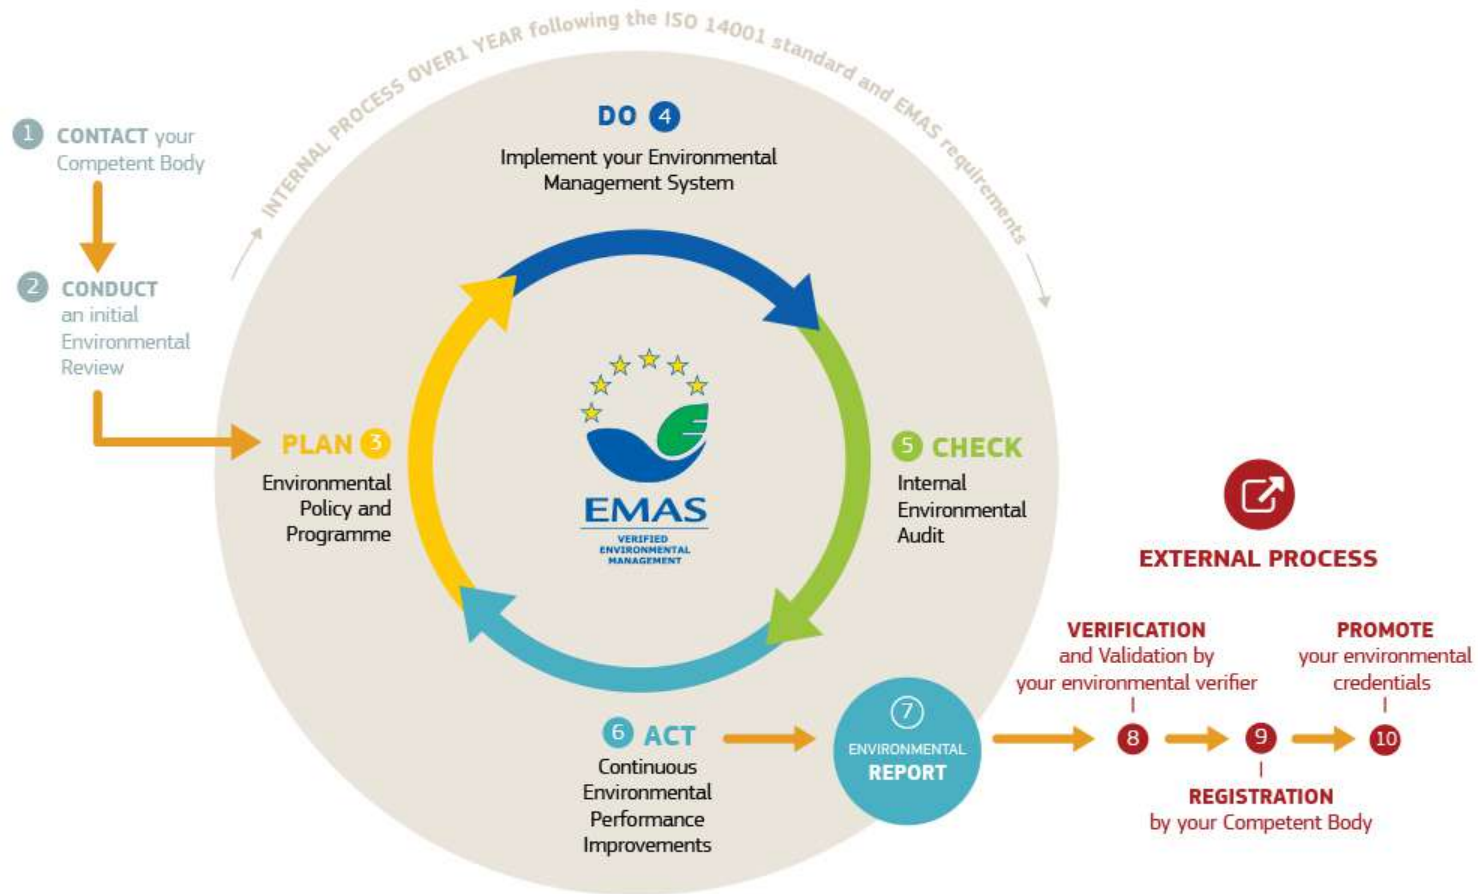 INTERNAL PROCESS OVER1 YEAR following the ISO 14001 standard and EMAS requirements
1 CONTACT your
Competent Body
2 CONDUCT
an initial
Environmental
Review
PLAN 3
Environmental
Policy and
Programme
DO 4
Implement your Environmental
Management System
5 CHECK
Internal
Environmental
Audit
EMAS
VERIFIED
ENVIRONMENTAL
MANAGEMENT
6 ACT
Continuous
Environmental
Performance
Improvements
7
ENVIRONMENTAL
REPORT
EXTERNAL PROCESS
VERIFICATION
and Validation by
your environmental verifier
8
9
REGISTRATION
by your Competent Body
PROMOTE
your environmental
credentials
10